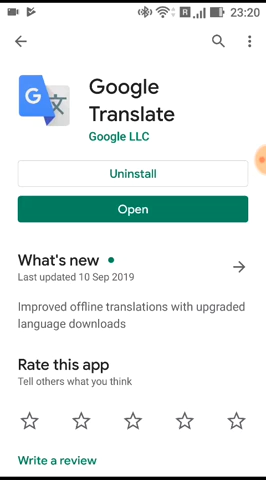 R 23:20
G 文
Google
Translate
Google LLC
Uninstall
Open
What's new
Last updated 10 Sep 2019
Improved offline translations with upgraded
language downloads
Rate this app
Tell others what you think
Write a review